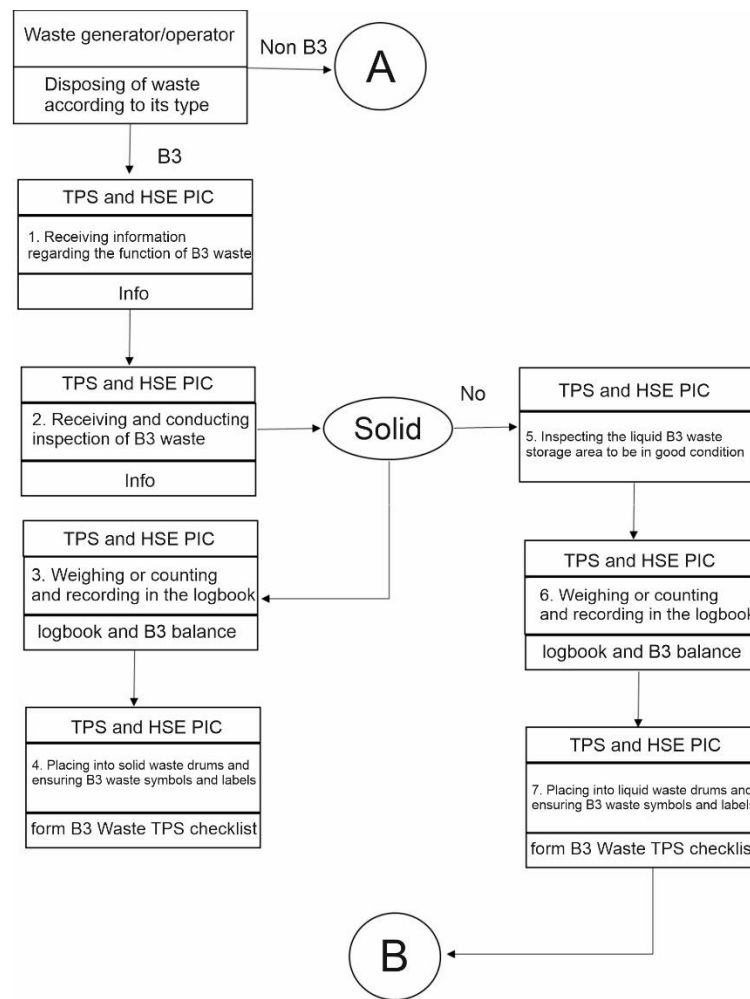 Waste generator/operator
Non B3
A
Disposing of waste
according to its type
B3
TPS and HSE PIC
1. Receiving information
regarding the function of B3 waste
Info
TPS and HSE PIC
2. Receiving and conducting
inspection of B3 waste
Info
Solid
No
TPS and HSE PIC
5. Inspecting the liquid B3 waste
storage area to be in good condition
TPS and HSE PIC
3. Weighing or counting
and recording in the logbook
logbook and B3 balance
TPS and HSE PIC
6. Weighing or counting
and recording in the logbook
logbook and B3 balance
TPS and HSE PIC
4. Placing into solid waste drums and
ensuring B3 waste symbols and labels
form B3 Waste TPS checklist
TPS and HSE PIC
7. Placing into liquid waste drums and
ensuring B3 waste symbols and labels
form B3 Waste TPS checklist
B